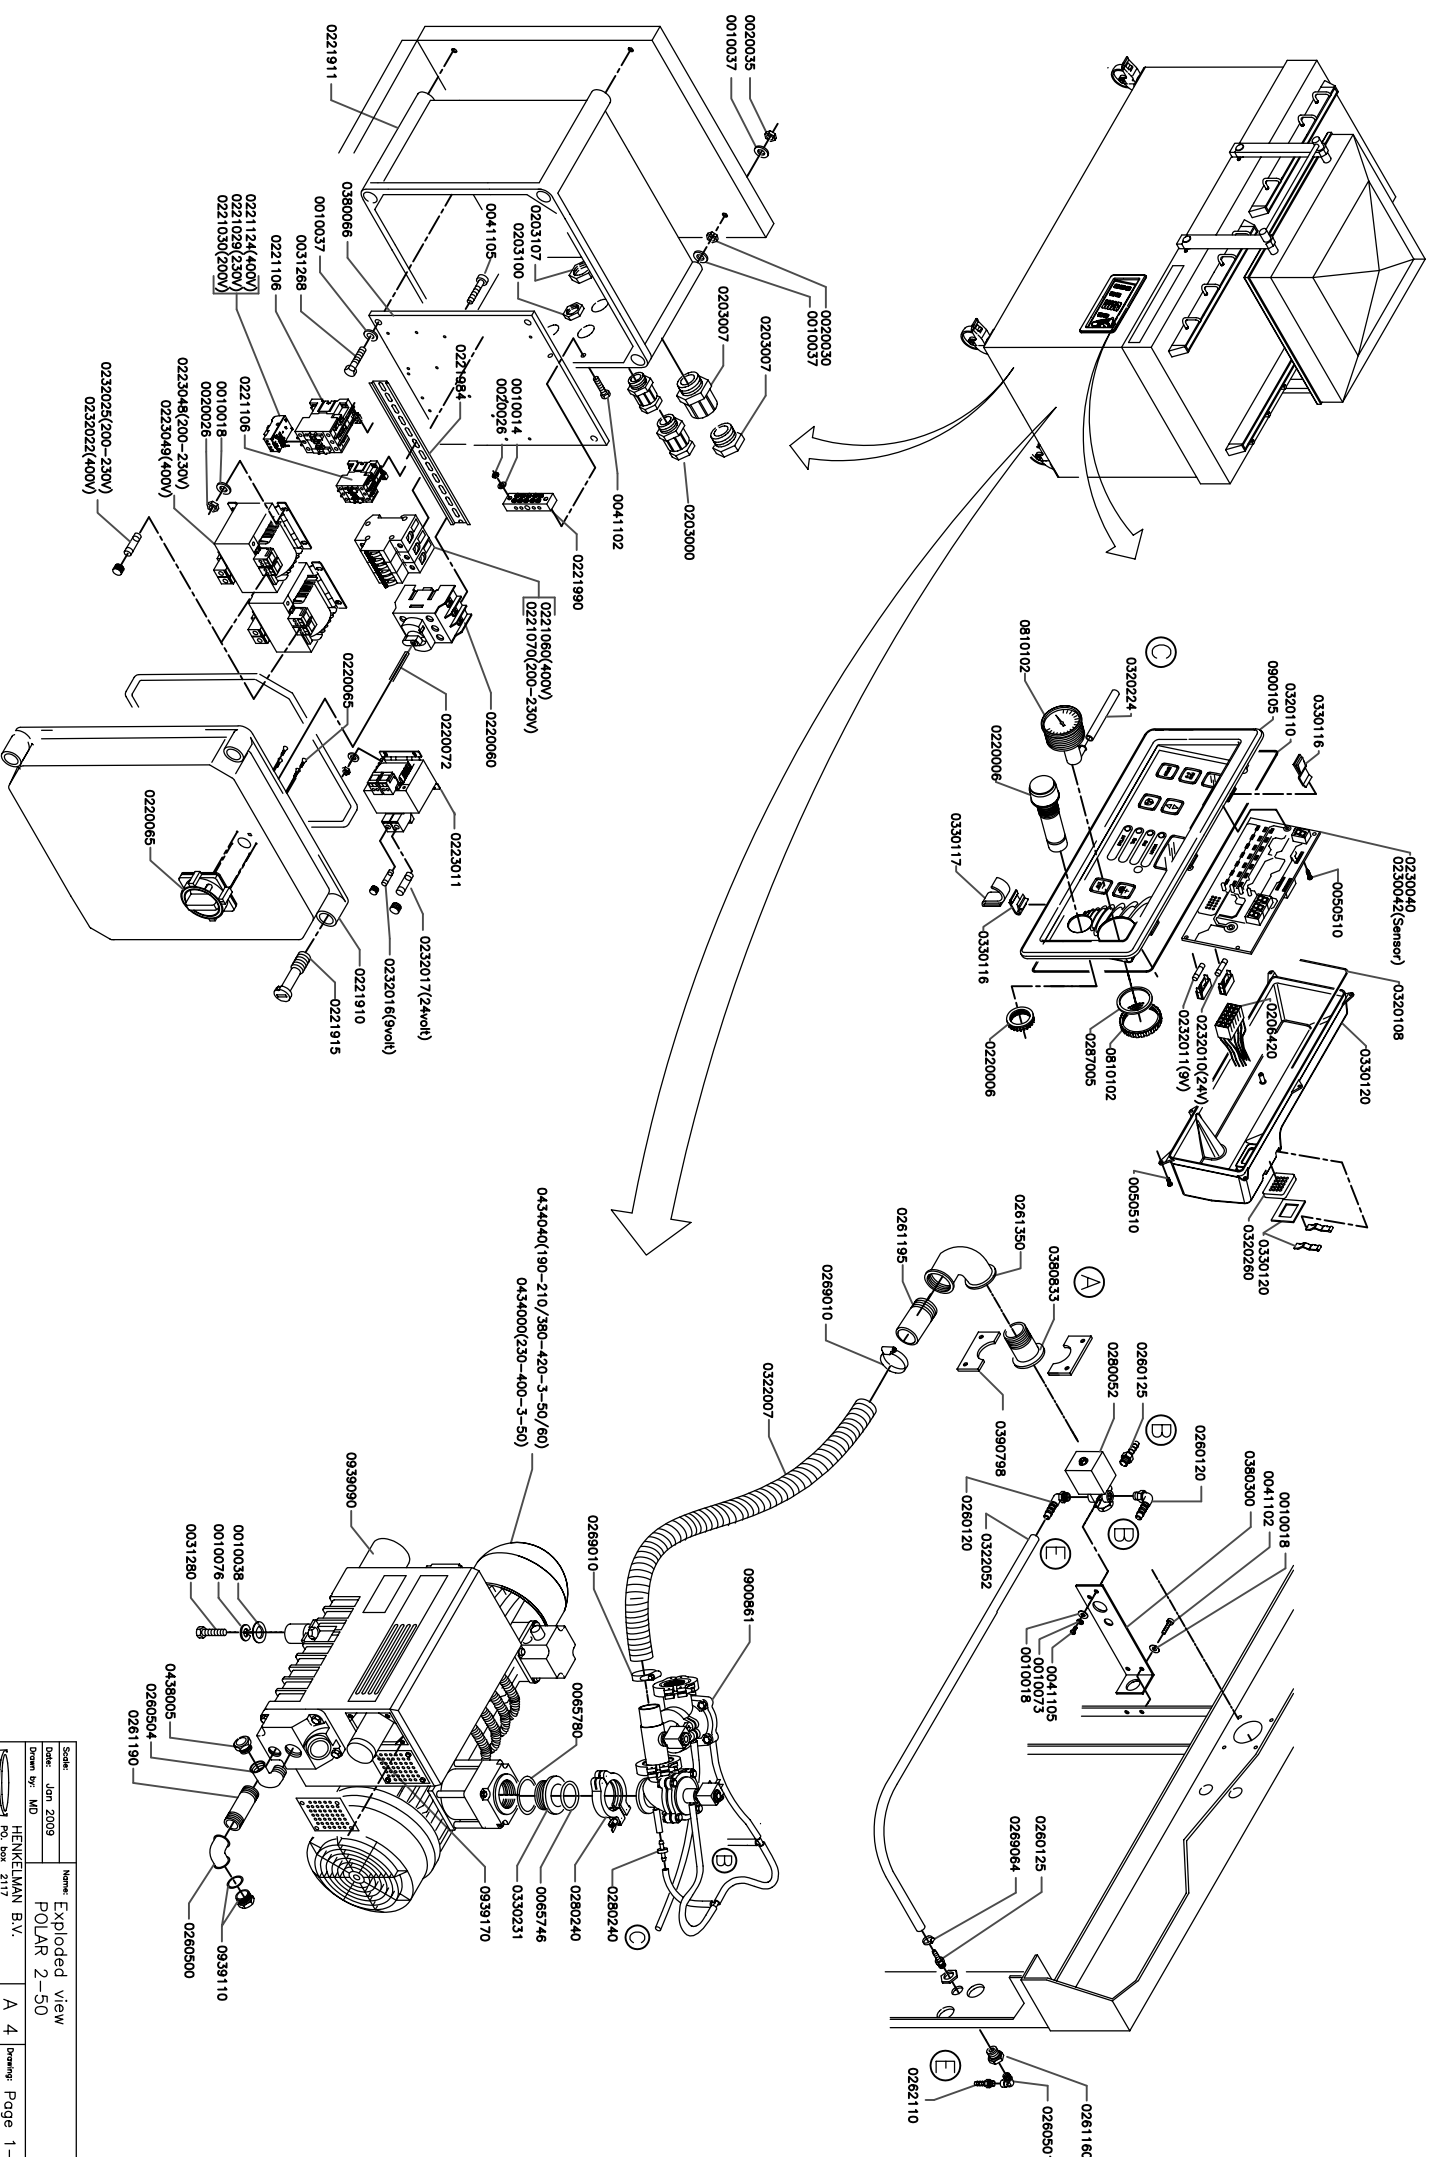 0020035
0010037
0221911
0020030
0010037
0203007
0203007
0203107
0203100
0041105
0380066
0010037
0031268
0221106
0221124(400V)
0221029(230V)
0221030(200V)
0221984
0010014
0020026
0203000
0041102
0221990
0221106
0010018
0020026
0223048(200-230V)
0223049(400V)
0232025(200-230V)
0232022(400V)
0221060(400V)
0221070(200-230V)
0220060
0220072
0220065
0223011
0232017(24volt)
0232016(9volt)
0220065
0221910
0221915
C
0810102
0320224
0900105
0320110
0330116
0220006
0330117
0330116
0230040
0230042(Sensor)
0050510
0320108
0330120
0206420
0232010(24V)
0232011(9V)
0810102
0287005
0220006
0050510
0330120
0320260
A
0261350
0380833
0261195
0269010
0390798
0322007
B
0260125
0280052
0260120
B
0380300
0041102
0010018
E
0322052
0260120
0041105
0010073
0010018
0260125
0269064
E
0261160
0262110
0434040(190-210/380-420-3-50/60)
0434000(230-400-3-50)
0939090
0269010
0900861
0010038
0010076
0031280
0065780
B
C
0280240
0280240
0065746
0330231
0939170
0438005
0260504
0261190
0939110
0260500
Scale:
Date: Jan 2009
Drawn by: MD
Name: Exploded view
POLAR 2-50
HENKELMAN B.V.
PO. box 2117
A 4
Drawing: Page 1-